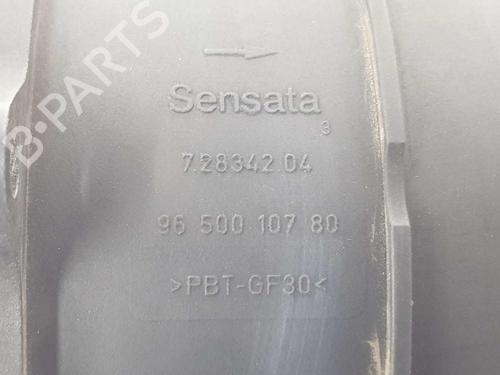 B-PARTS
Sensata
3
7.28342.04
96 500 107 80
>PBT-GF30<